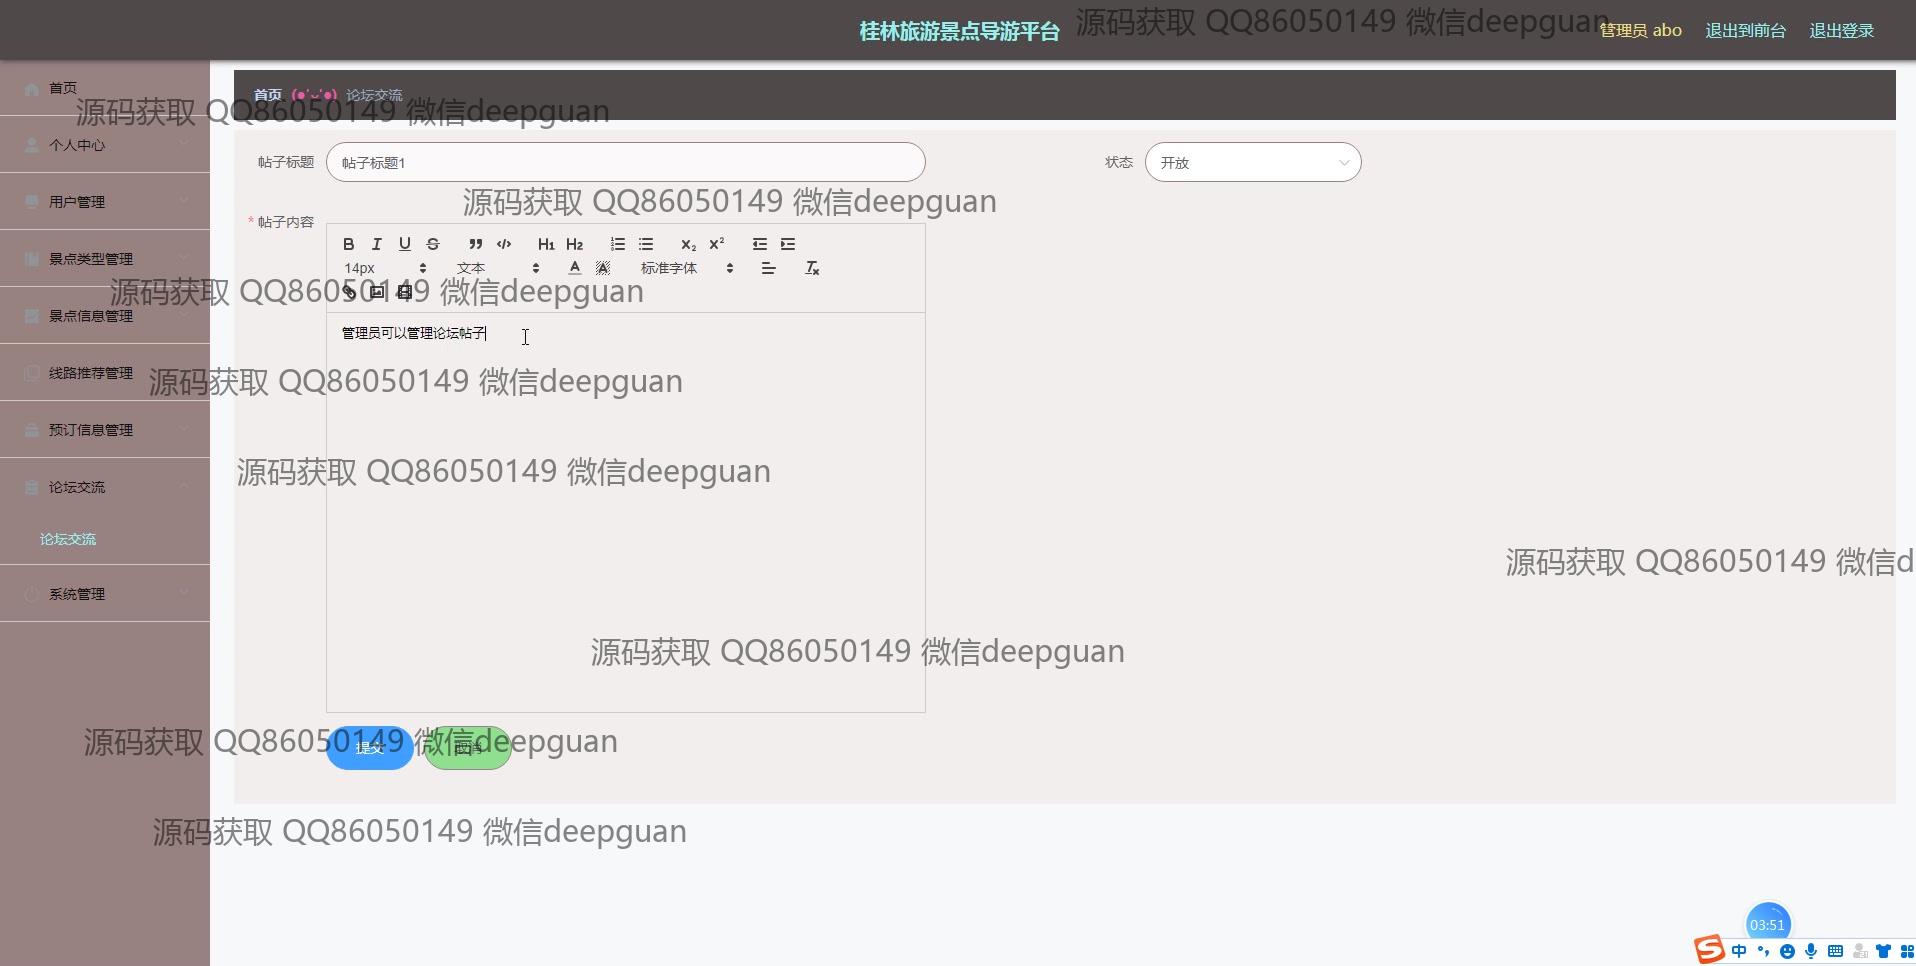 桂林旅游景点导游平台
源码获取 QQ86050149 微信deepguan
管理员 abo
退出到前台
退出登录
首页
首页 (●'◡'●) 论坛交流
源码获取 QQ86050149 微信deepguan
个人中心
帖子标题
帖子标题1
状态
开放
用户管理
源码获取 QQ86050149 微信deepguan
* 帖子内容
B I U S H1 H2 X2 X2
14px
文本
标准字体
景点类型管理
源码获取 QQ86050149 微信deepguan
景点信息管理
管理员可以管理论坛帖子
线路推荐管理
源码获取 QQ86050149 微信deepguan
预订信息管理
源码获取 QQ86050149 微信deepguan
论坛交流
论坛交流
源码获取 QQ86050149 微信d
系统管理
源码获取 QQ86050149 微信deepguan
源码获取 QQ86050149 微信deepguan
提交
取消
源码获取 QQ86050149 微信deepguan
03:51
中